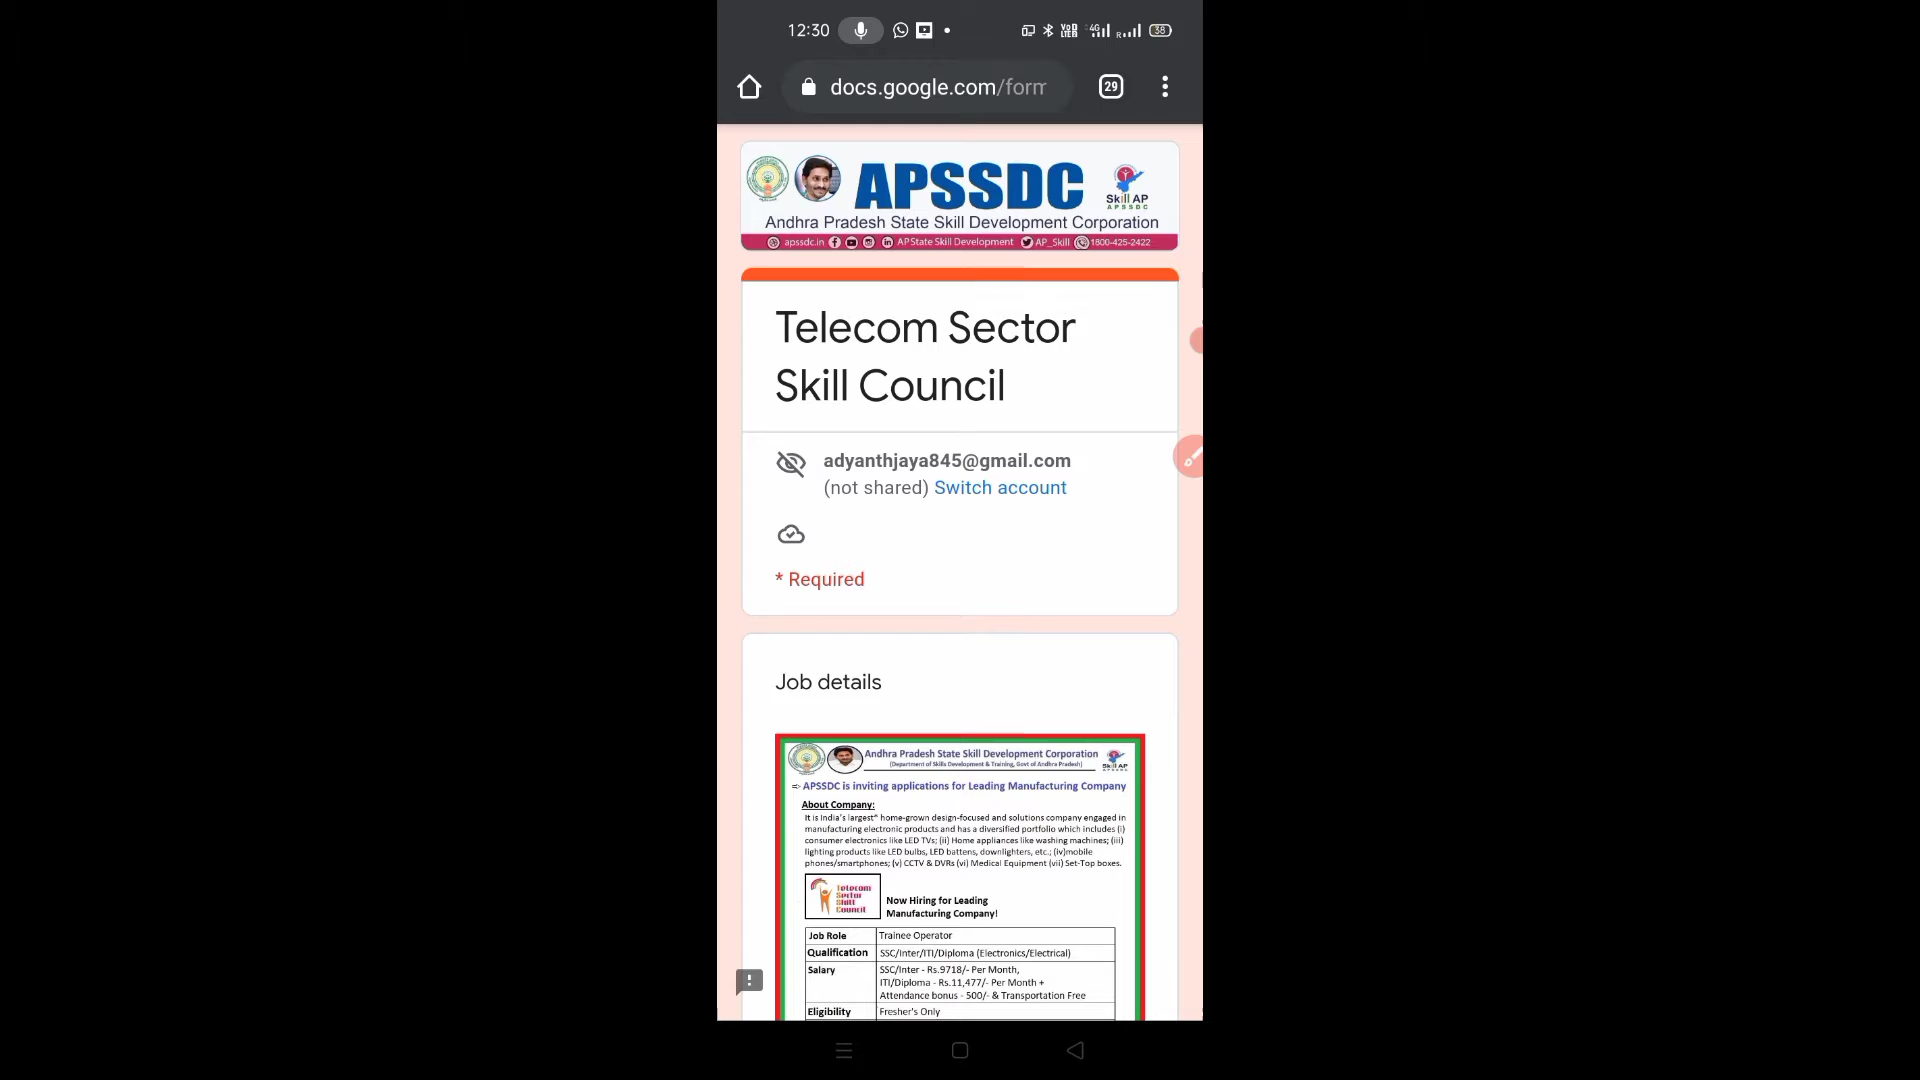 12:30
VoD LTED 4G R 38
docs.google.com/form
29
APSSDC
Skill AP
APSSDC
Andhra Pradesh State Skill Development Corporation
apssdc.in AP State Skill Development AP_Skill 1800-425-2422
Telecom Sector
Skill Council
adyanthjaya845@gmail.com
(not shared) Switch account
* Required
Job details
Andhra Pradesh State Skill Development Corporation
(Department of Skills Development & Training, Govt of Andhra Pradesh)
Skill AP
APSSDC is inviting applications for Leading Manufacturing Company
About Company:
It is India's largest* home-grown design-focused and solutions company engaged in
manufacturing electronic products and has a diversified portfolio which includes (i)
consumer electronics like LED TVs; (ii) Home appliances like washing machines; (iii)
lighting products like LED bulbs, LED battens, downlighters, etc.; (iv)mobile
phones/smartphones; (v) CCTV & DVRs (vi) Medical Equipment (vii) Set-Top boxes.
Telecom
Sector
Skill
Council
Now Hiring for Leading
Manufacturing Company!
Job Role Trainee Operator
Qualification SSC/Inter/ITI/Diploma (Electronics/Electrical)
Salary SSC/Inter - Rs.9718/- Per Month,
ITI/Diploma - Rs.11,477/- Per Month +
Attendance bonus - 500/- & Transportation Free
Eligibility Fresher's Only